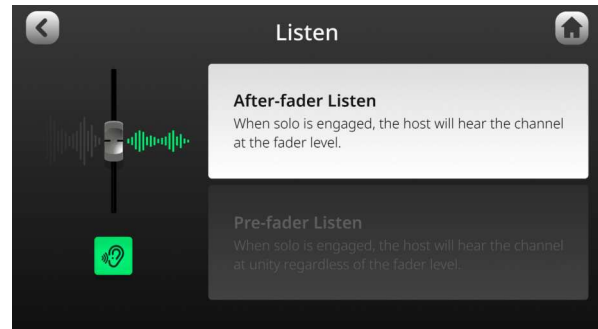 Listen
After-fader Listen
When solo is engaged, the host will hear the channel
at the fader level.
Pre-fader Listen
When solo is engaged, the host will hear the channel
at unity regardless of the fader level.